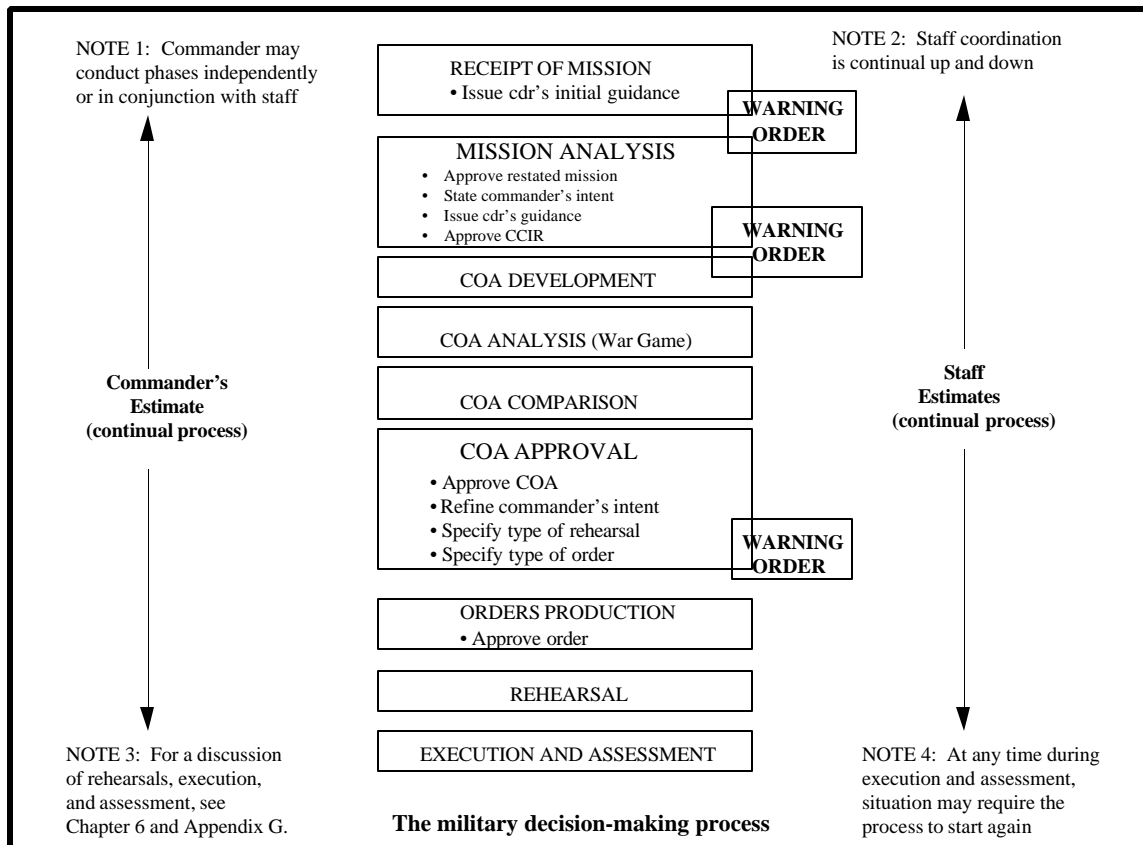 NOTE 1: Commander may
conduct phases independently
or in conjunction with staff
NOTE 2: Staff coordination
is continual up and down
RECEIPT OF MISSION
• Issue cdr's initial guidance
WARNING
ORDER
MISSION ANALYSIS
• Approve restated mission
• State commander's intent
• Issue cdr's guidance
• Approve CCIR
WARNING
ORDER
COA DEVELOPMENT
COA ANALYSIS (War Game)
Commander's
Estimate
(continual process)
Staff
Estimates
(continual process)
COA COMPARISON
COA APPROVAL
• Approve COA
• Refine commander's intent
• Specify type of rehearsal
• Specify type of order
WARNING
ORDER
ORDERS PRODUCTION
• Approve order
REHEARSAL
EXECUTION AND ASSESSMENT
NOTE 3: For a discussion
of rehearsals, execution,
and assessment, see
Chapter 6 and Appendix G.
NOTE 4: At any time during
execution and assessment,
situation may require the
process to start again
The military decision-making process